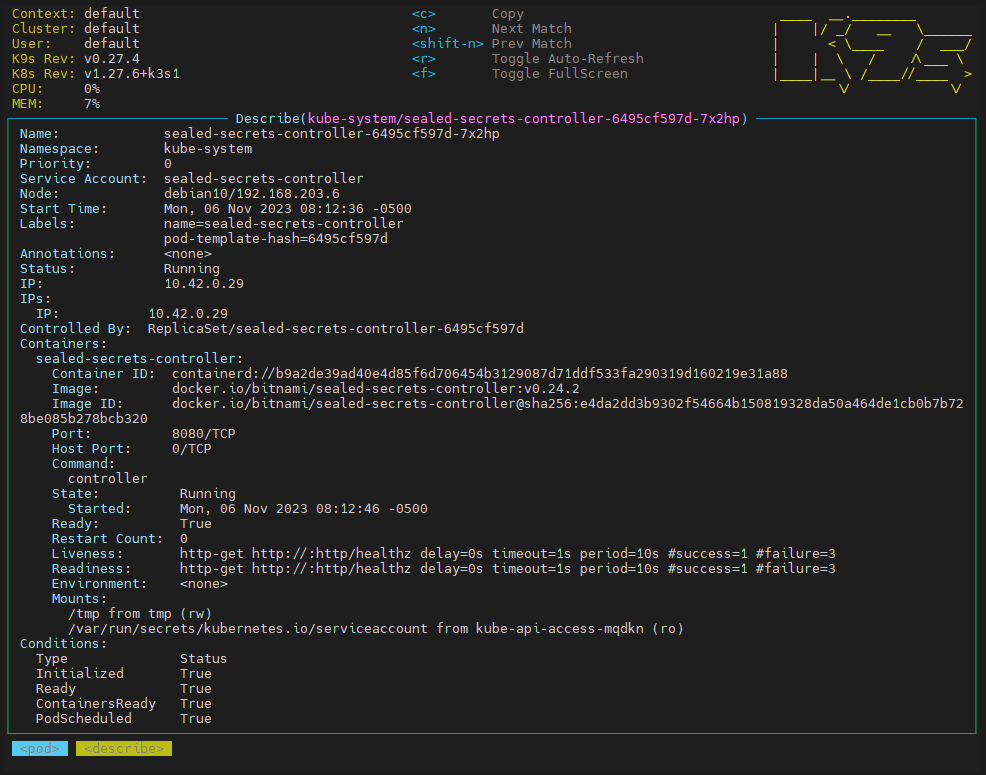 Context: default <c> Copy
Cluster: default <n> Next Match
User: default <shift-n> Prev Match
K9s Rev: v0.27.4 <r> Toggle Auto-Refresh
K8s Rev: v1.27.6+k3s1 <f> Toggle FullScreen
CPU: 0%
MEM: 7%
Describe(kube-system/sealed-secrets-controller-6495cf597d-7x2hp)
Name: sealed-secrets-controller-6495cf597d-7x2hp
Namespace: kube-system
Priority: 0
Service Account: sealed-secrets-controller
Node: debian10/192.168.203.6
Start Time: Mon, 06 Nov 2023 08:12:36 -0500
Labels: name=sealed-secrets-controller
pod-template-hash=6495cf597d
Annotations: <none>
Status: Running
IP: 10.42.0.29
IPs:
IP: 10.42.0.29
Controlled By: ReplicaSet/sealed-secrets-controller-6495cf597d
Containers:
sealed-secrets-controller:
Container ID: containerd://b9a2de39ad40e4d85f6d706454b3129087d71ddf533fa290319d160219e31a88
Image: docker.io/bitnami/sealed-secrets-controller:v0.24.2
Image ID: docker.io/bitnami/sealed-secrets-controller@sha256:e4da2dd3b9302f54664b150819328da50a464de1cb0b7b72
8be085b278bcb320
Port: 8080/TCP
Host Port: 0/TCP
Command:
controller
State: Running
Started: Mon, 06 Nov 2023 08:12:46 -0500
Ready: True
Restart Count: 0
Liveness: http-get http://:http/healthz delay=0s timeout=1s period=10s #success=1 #failure=3
Readiness: http-get http://:http/healthz delay=0s timeout=1s period=10s #success=1 #failure=3
Environment: <none>
Mounts:
/tmp from tmp (rw)
/var/run/secrets/kubernetes.io/serviceaccount from kube-api-access-mqdkn (ro)
Conditions:
Type Status
Initialized True
Ready True
ContainersReady True
PodScheduled True
<pod> <describe>